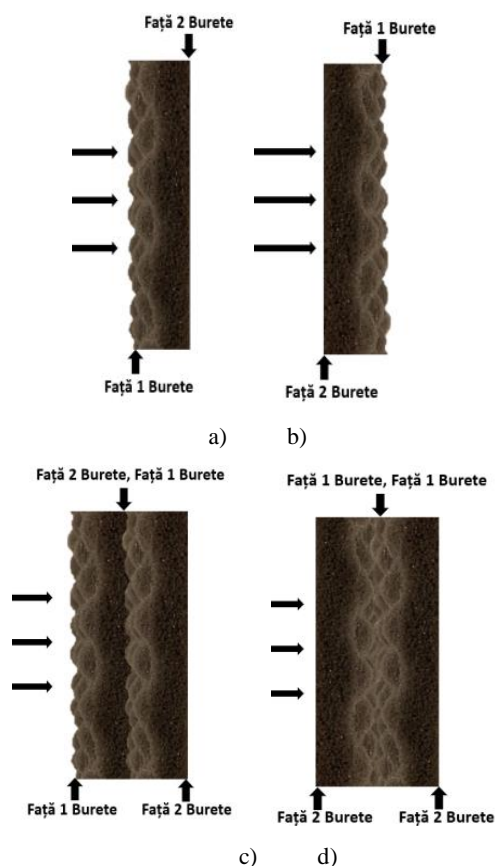 Față 2 Burete
Față 1 Burete
Față 1 Burete
Față 2 Burete
a) b)
Față 2 Burete, Față 1 Burete
Față 1 Burete, Față 1 Burete
Față 1 Burete
Față 2 Burete
Față 2 Burete
Față 2 Burete
c) d)